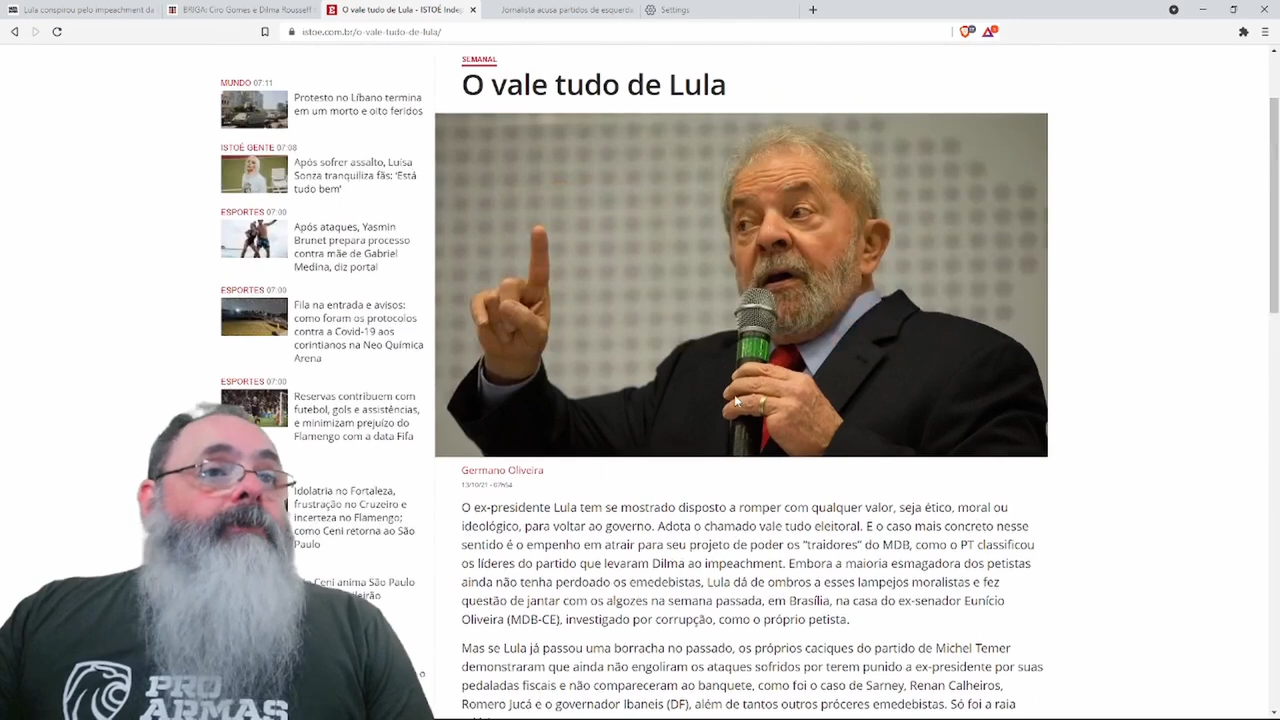 Lula conspirou pelo impeachment da
BRIGA: Ciro Gomes e Dilma Rousseff
O vale tudo de Lula - ISTOÉ Indep
Jornalista acusa partidos de esquerda
Settings
istoe.com.br/o-vale-tudo-de-lula/
SEMANAL
O vale tudo de Lula
MUNDO 07:11
Protesto no Líbano termina
em um morto e oito feridos
ISTOÉ GENTE 07:08
Após sofrer assalto, Luísa
Sonza tranquiliza fãs: 'Está
tudo bem'
ESPORTES 07:00
Após ataques, Yasmin
Brunet prepara processo
contra mãe de Gabriel
Medina, diz portal
ESPORTES 07:00
Fila na entrada e avisos:
como foram os protocolos
contra a Covid-19 aos
corintianos na Neo Química
Arena
ESPORTES 07:00
Reservas contribuem com
futebol, gols e assistências,
e minimizam prejuízo do
Flamengo com a data Fifa
Idolatria no Fortaleza,
frustração no Cruzeiro e
incerteza no Flamengo;
como Ceni retorna ao São
Paulo
Ceni anima São Paulo
Germano Oliveira
13/10/21 - 07h54
O ex-presidente Lula tem se mostrado disposto a romper com qualquer valor, seja ético, moral ou
ideológico, para voltar ao governo. Adota o chamado vale tudo eleitoral. E o caso mais concreto nesse
sentido é o empenho em atrair para seu projeto de poder os "traidores" do MDB, como o PT classificou
os líderes do partido que levaram Dilma ao impeachment. Embora a maioria esmagadora dos petistas
ainda não tenha perdoado os emedebistas, Lula dá de ombros a esses lampejos moralistas e fez
questão de jantar com os algozes na semana passada, em Brasília, na casa do ex-senador Eunício
Oliveira (MDB-CE), investigado por corrupção, como o próprio petista.
Mas se Lula já passou uma borracha no passado, os próprios caciques do partido de Michel Temer
demonstraram que ainda não engoliram os ataques sofridos por terem punido a ex-presidente por suas
pedaladas fiscais e não compareceram ao banquete, como foi o caso de Sarney, Renan Calheiros,
Romero Jucá e o governador Ibaneis (DF), além de tantos outros próceres emedebistas. Só foi a raia
PRO
ARMAS